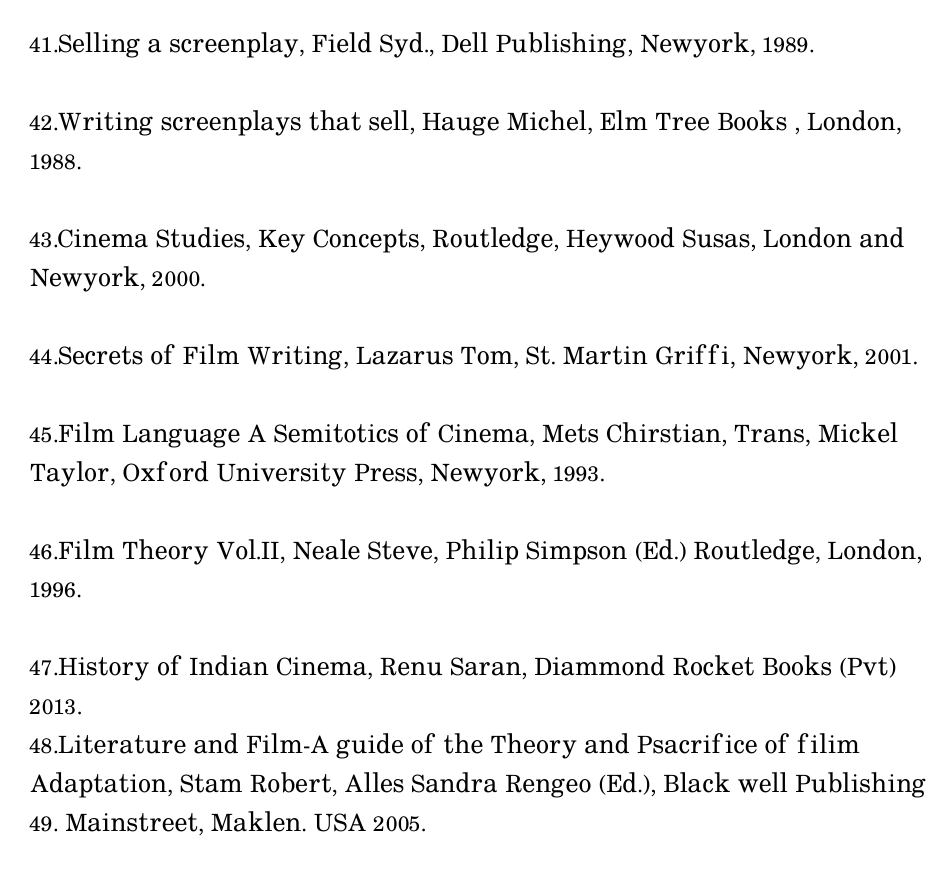 41.Selling a screenplay, Field Syd., Dell Publishing, Newyork, 1989.
42.Writing screenplays that sell, Hauge Michel, Elm Tree Books , London,
1988.
43.Cinema Studies, Key Concepts, Routledge, Heywood Susas, London and
Newyork, 2000.
44.Secrets of Film Writing, Lazarus Tom, St. Martin Griffi, Newyork, 2001.
45.Film Language A Semitotics of Cinema, Mets Chirstian, Trans, Mickel
Taylor, Oxford University Press, Newyork, 1993.
46.Film Theory Vol.II, Neale Steve, Philip Simpson (Ed.) Routledge, London,
1996.
47.History of Indian Cinema, Renu Saran, Diammond Rocket Books (Pvt)
2013.
48.Literature and Film-A guide of the Theory and Psacrifice of filim
Adaptation, Stam Robert, Alles Sandra Rengeo (Ed.), Black well Publishing
49. Mainstreet, Maklen. USA 2005.